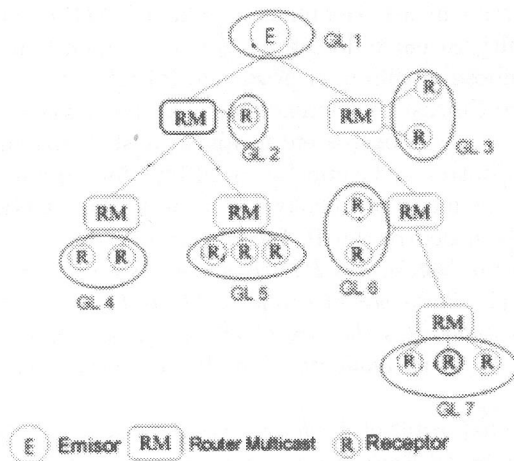 E GL 1
RM R RM R
R
GL 2 GL 3
RM RM R RM
R R R R R R
GL 4 GL 5 GL 6
RM
R R R
GL 7
E Emisor RM Router Multicast R Receptor